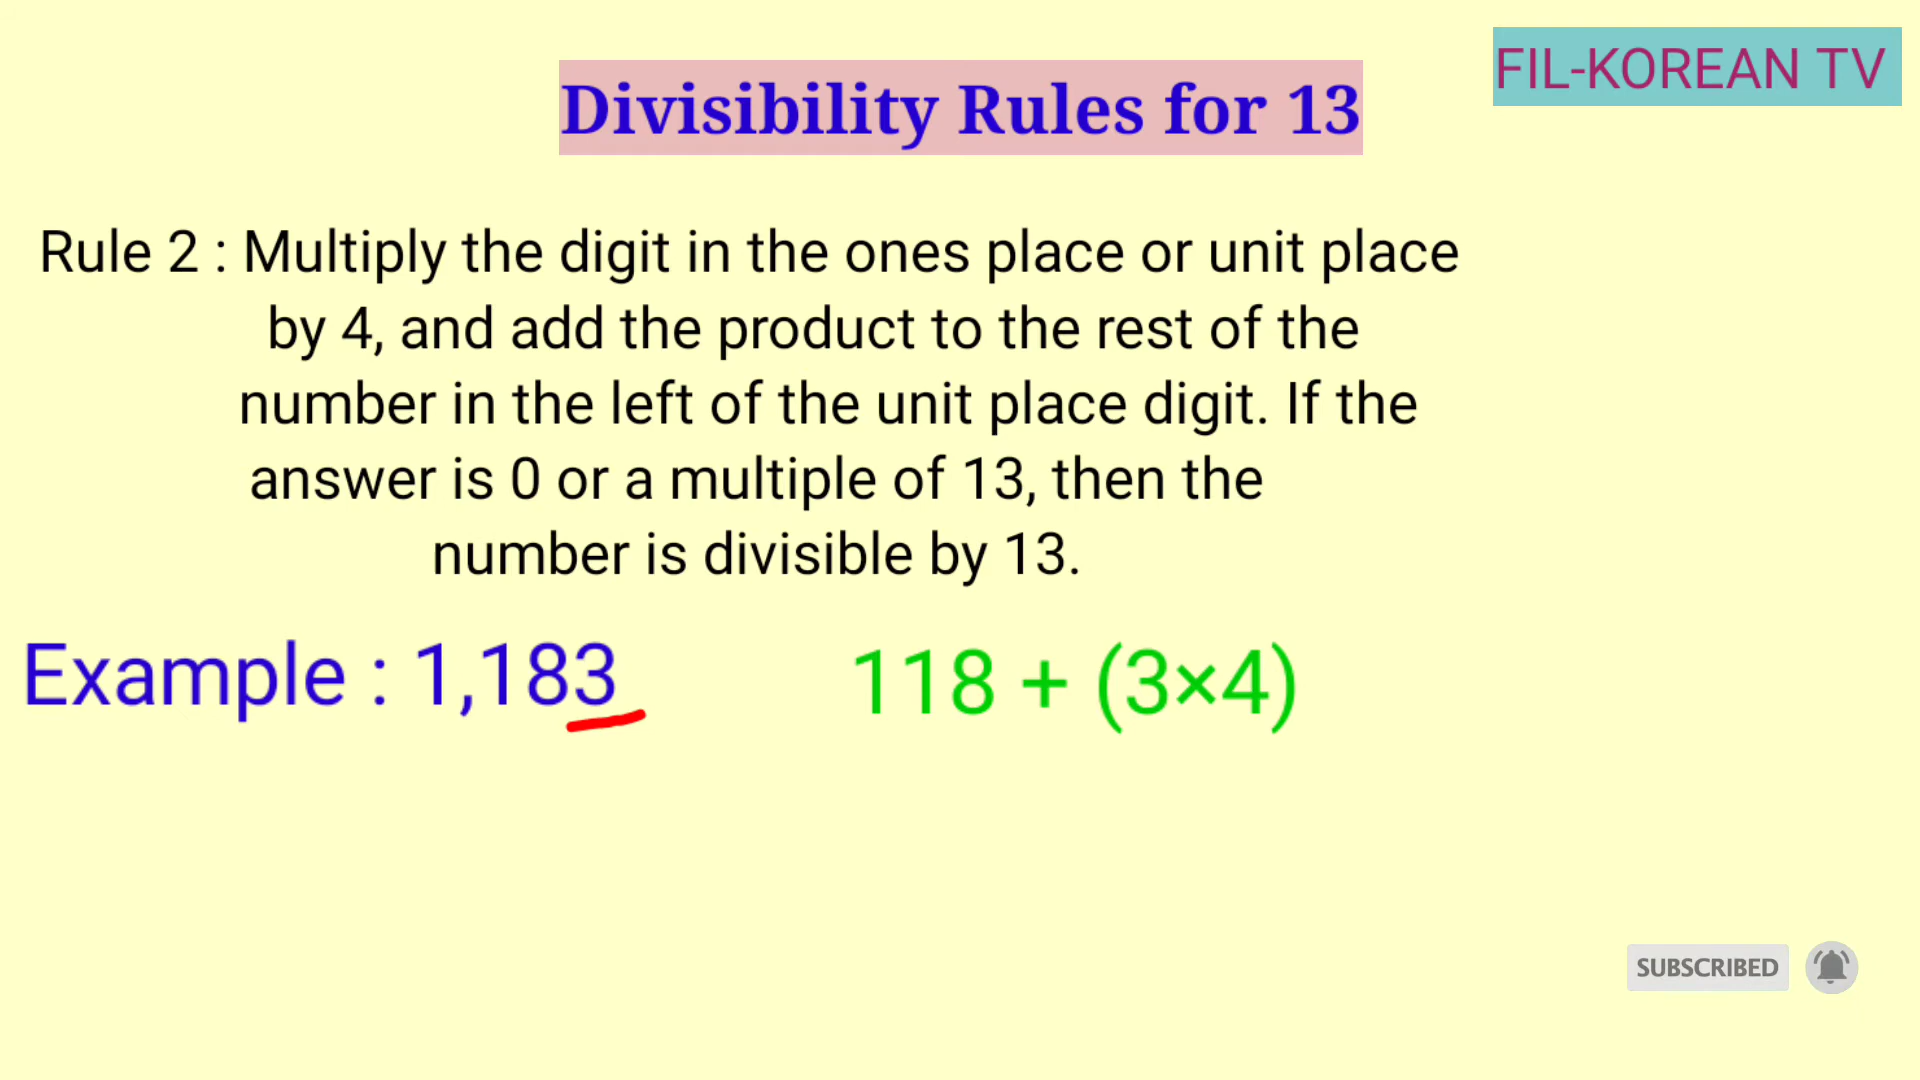 FIL-KOREAN TV
Divisibility Rules for 13
Rule 2 : Multiply the digit in the ones place or unit place
by 4, and add the product to the rest of the
number in the left of the unit place digit. If the
answer is 0 or a multiple of 13, then the
number is divisible by 13.
Example : 1,183
118 + (3×4)
SUBSCRIBED